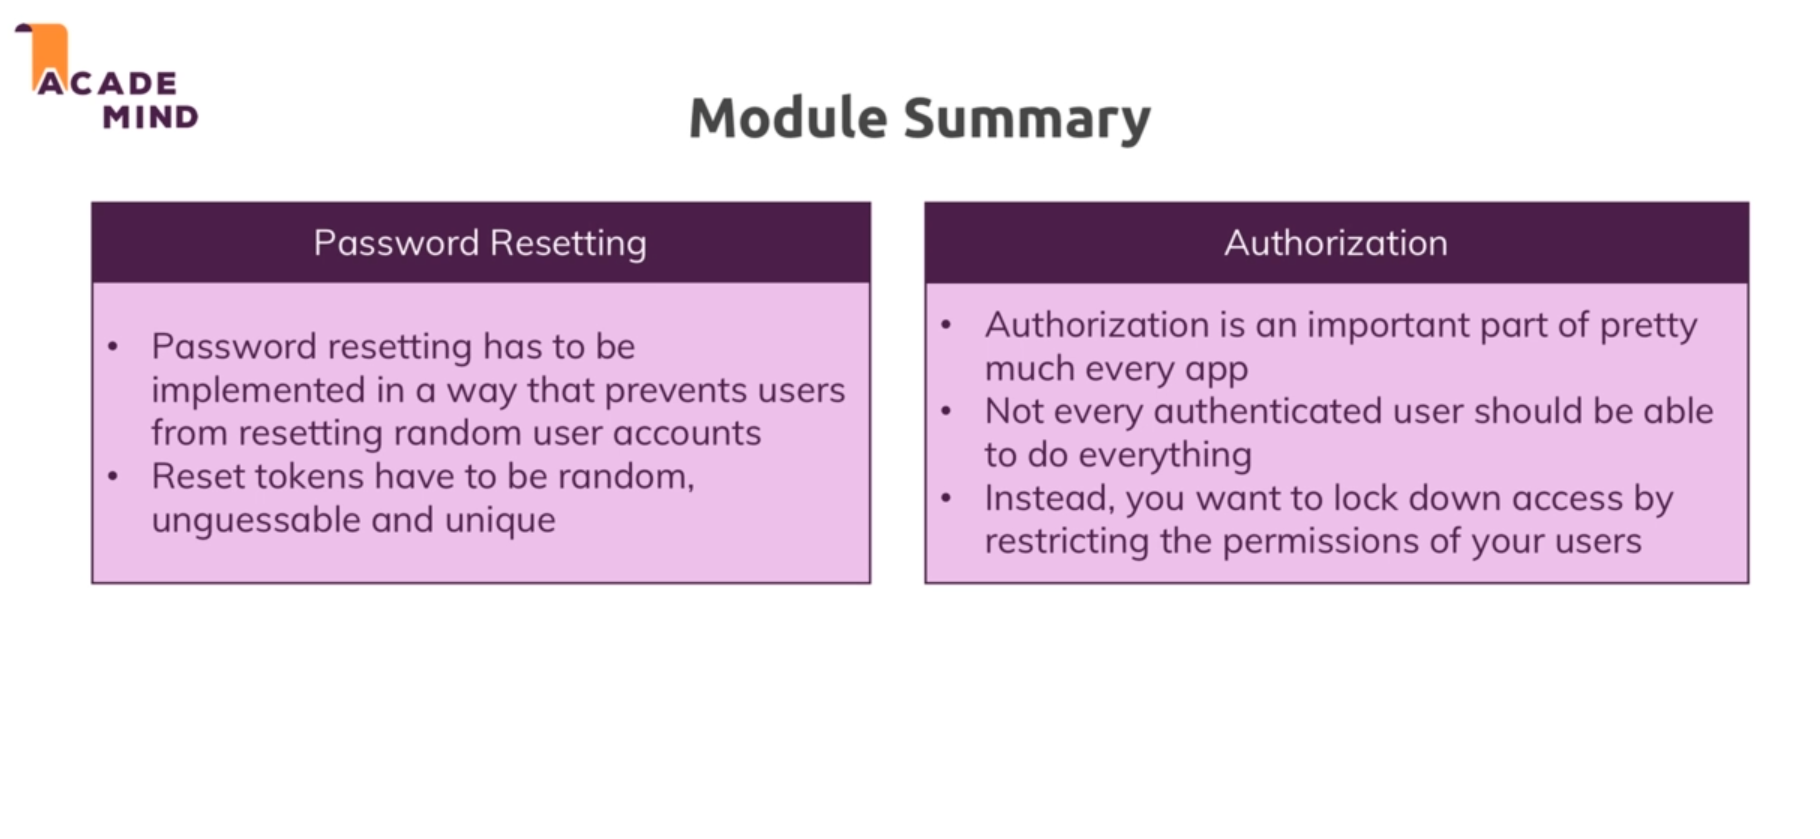 ACADE
MIND
Module Summary
Password Resetting
• Password resetting has to be
implemented in a way that prevents users
from resetting random user accounts
• Reset tokens have to be random,
unguessable and unique
Authorization
• Authorization is an important part of pretty
much every app
• Not every authenticated user should be able
to do everything
• Instead, you want to lock down access by
restricting the permissions of your users